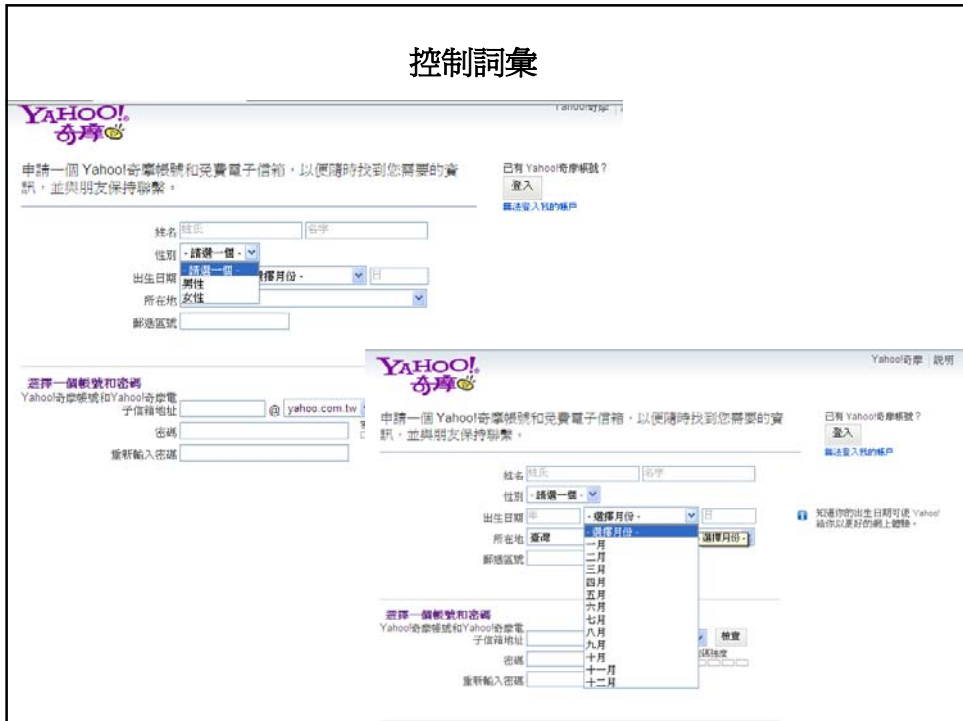 控制詞彙
YAHOO!
奇摩
Yahoo!奇摩
申請一個 Yahoo!奇摩帳號和免費電子信箱，以便隨時找到您需要的資
訊，並與朋友保持聯繫。
已有 Yahoo!奇摩帳號？
登入
無法登入我的帳戶
姓名 姓氏 名字
性別 - 請選一個 -
- 請選一個 -
男性
女性
出生日期 選擇月份 - 日
所在地
郵遞區號
選擇一個帳號和密碼
Yahoo!奇摩帳號和Yahoo!奇摩電
子信箱地址 @ yahoo.com.tw
密碼
重新輸入密碼
YAHOO!
奇摩
Yahoo!奇摩 | 說明
申請一個 Yahoo!奇摩帳號和免費電子信箱，以便隨時找到您需要的資
訊，並與朋友保持聯繫。
已有 Yahoo!奇摩帳號？
登入
無法登入我的帳戶
姓名 姓氏 名字
性別 - 請選一個 -
出生日期 年 - 選擇月份 - 日
知道你的出生日期可使 Yahoo!
給你以更好的網上體驗。
所在地 臺灣
- 選擇月份 -
- 選擇月份 -
一月
二月
三月
四月
五月
六月
七月
八月
九月
十月
十一月
十二月
郵遞區號
選擇一個帳號和密碼
Yahoo!奇摩帳號和Yahoo!奇摩電
子信箱地址 檢查
密碼
重新輸入密碼